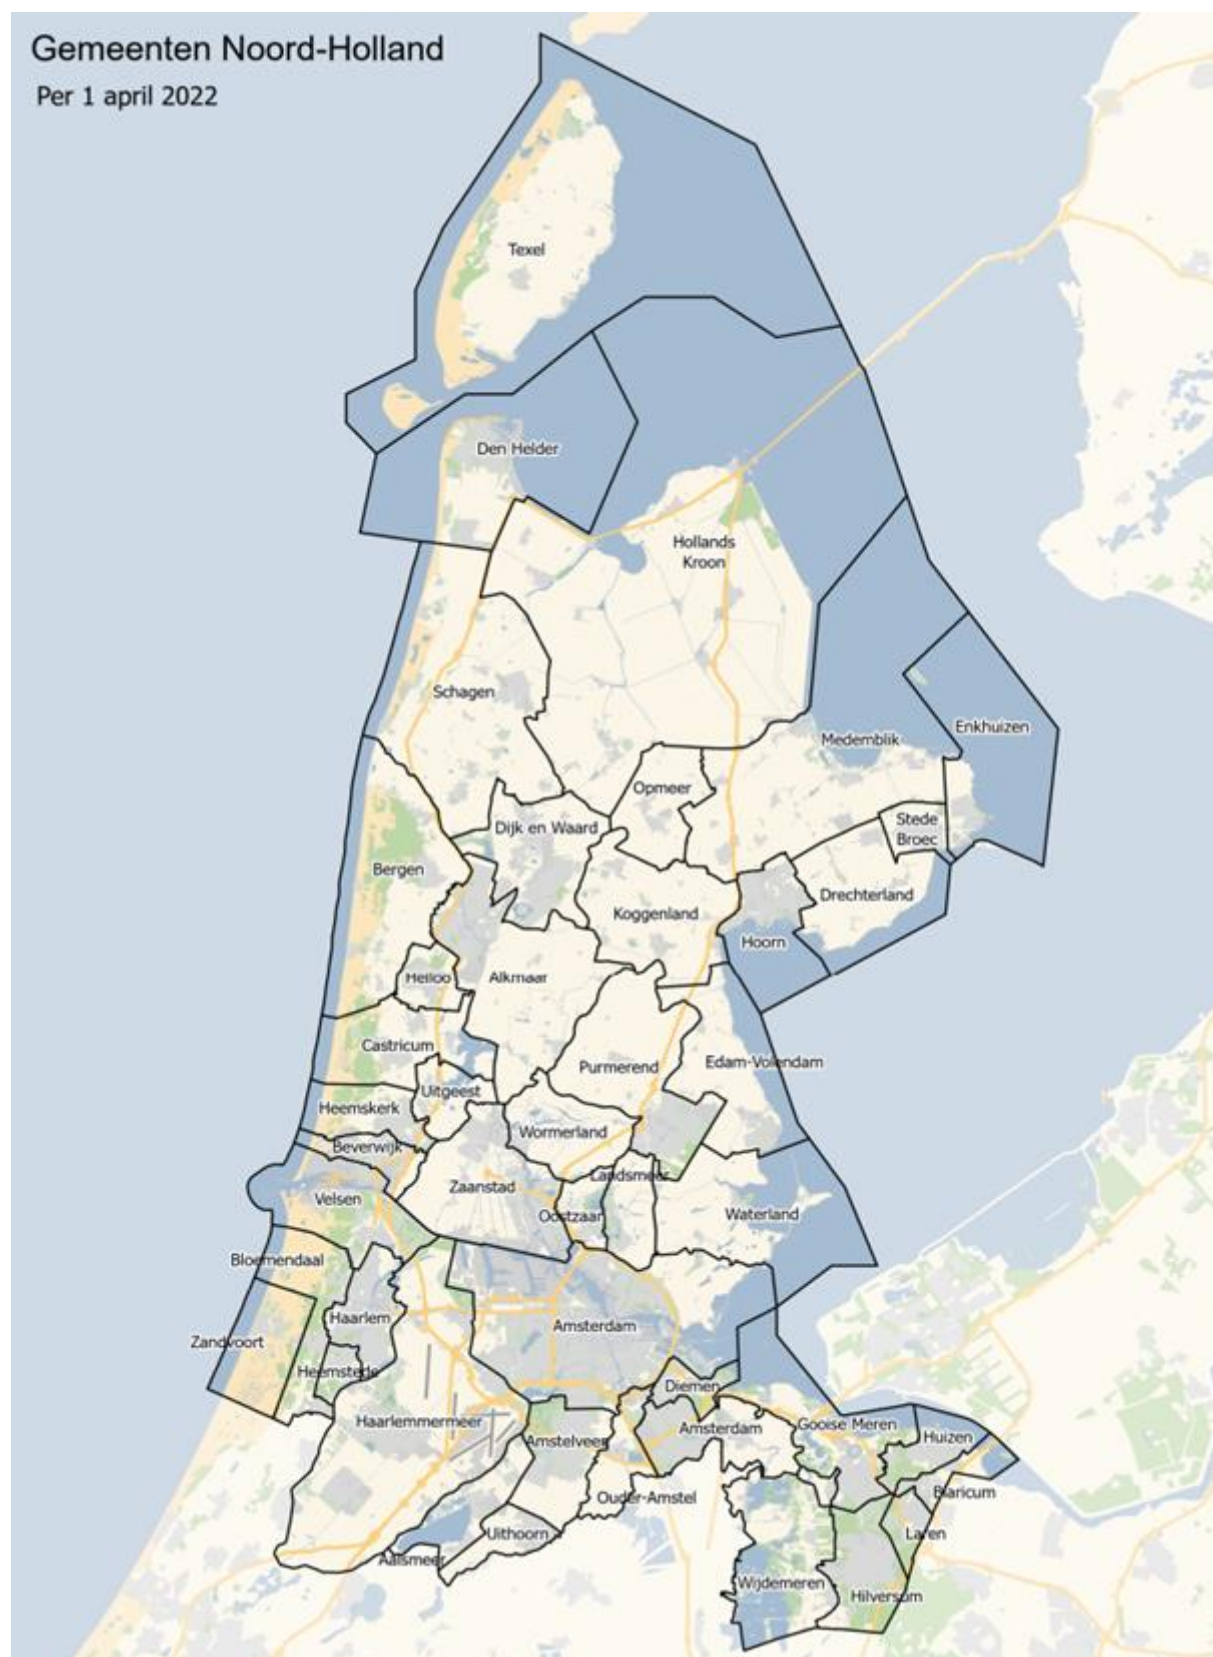 Gemeenten Noord-Holland
Per 1 april 2022
Texel
Den Helder
Hollands
Kroon
Schagen
Enkhuizen
Medemblik
Opmeer
Stede
Broec
Dijk en Waard
Bergen
Drechterland
Koggenland
Hoorn
Heiloo
Alkmaar
Castricum
Edam-Volendam
Purmerend
Uitgeest
Heemskerk
Wormerland
Beverwijk
Landsmeer
Zaanstad
Velsen
Oostzaan
Waterland
Bloemendaal
Haarlem
Amsterdam
Zandvoort
Heemstede
Diemen
Haarlemmermeer
Gooise Meren
Amsterdam
Huizen
Amstelveen
Blaricum
Ouder-Amstel
Uithoorn
Laren
Aalsmeer
Wijdemeren
Hilversum